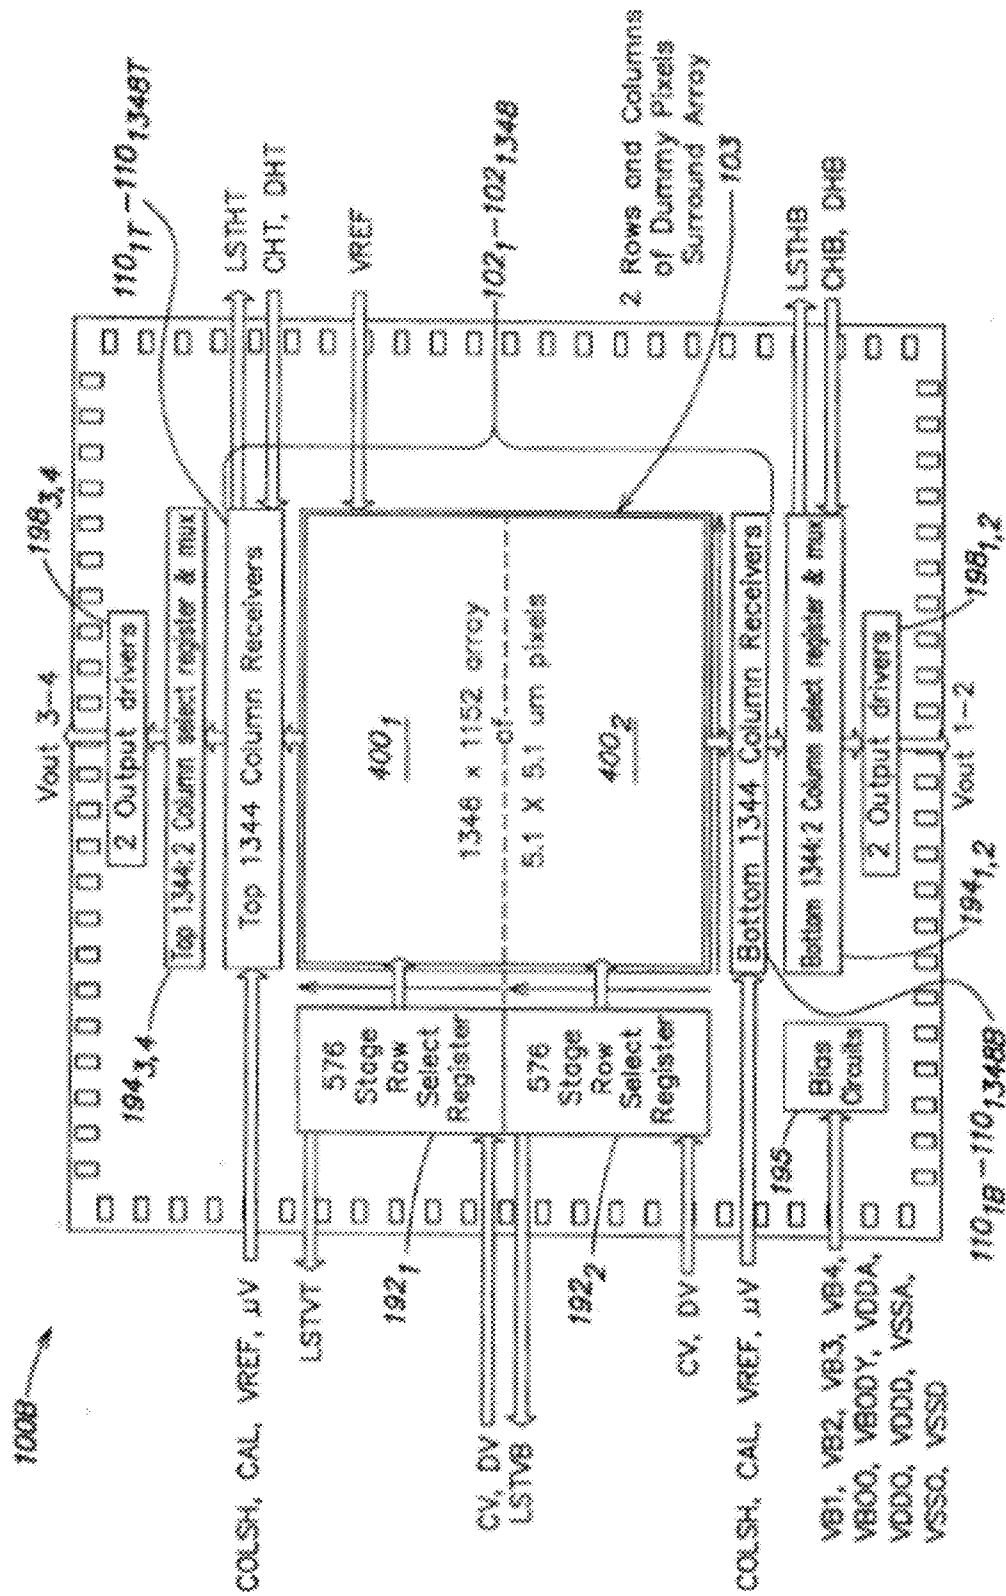 100B
Vout 3-4
198 3,4
2 Output drivers
194 3,4
Top 1344:2 Column select register & mux
110 1T -110 1348T
COLSH, CAL, VREF, µV
Top 1344 Column Receivers
LSTHT
CHT, DHT
LSTVT
VREF
576
Stage
Row
Select
Register
192 1
400 1
1348 x 1152 array
of
5.1 X 5.1 um pixels
400 2
102 1 -102 1348
CV, DV
LSTVB
576
Stage
Row
Select
Register
192 2
2 Rows and Columns
of Dummy Pixels
Surround Array
103
CV, DV
COLSH, CAL, VREF, µV
Bottom 1344 Column Receivers
LSTHB
CHB, DHB
Bottom 1344:2 Column select register & mux
195
Bias
Circuits
VB1, VB2, VB3, VB4,
VBOO, VBODY, VDDA,
VDDO, VDDD, VSSA,
VSSO, VSSD
2 Output drivers
198 1,2
194 1,2
Vout 1-2
110 1B -110 1348B